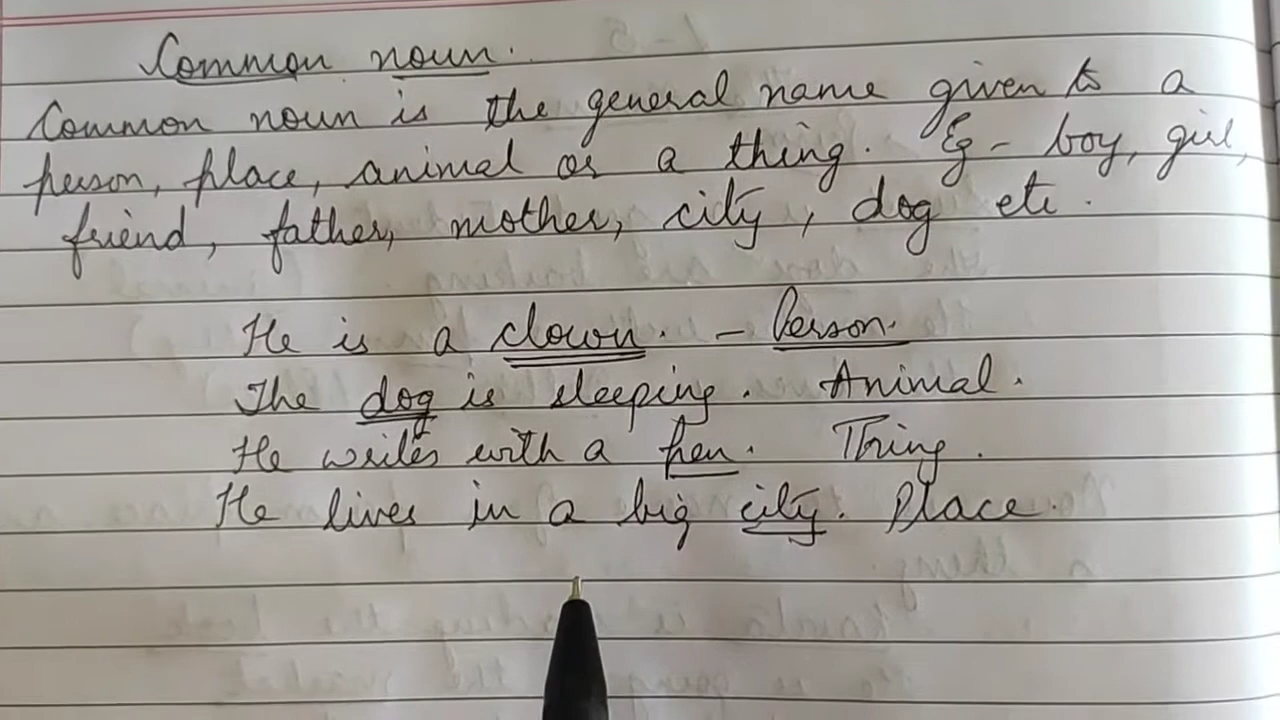 Common noun.
Common noun is the general name given to a
person, place, animal or a thing. Eg - boy, girl,
friend, father, mother, city, dog etc.
He is a clown. - Person.
The dog is sleeping. Animal.
He writes with a pen. Thing.
He lives in a big city. Place.